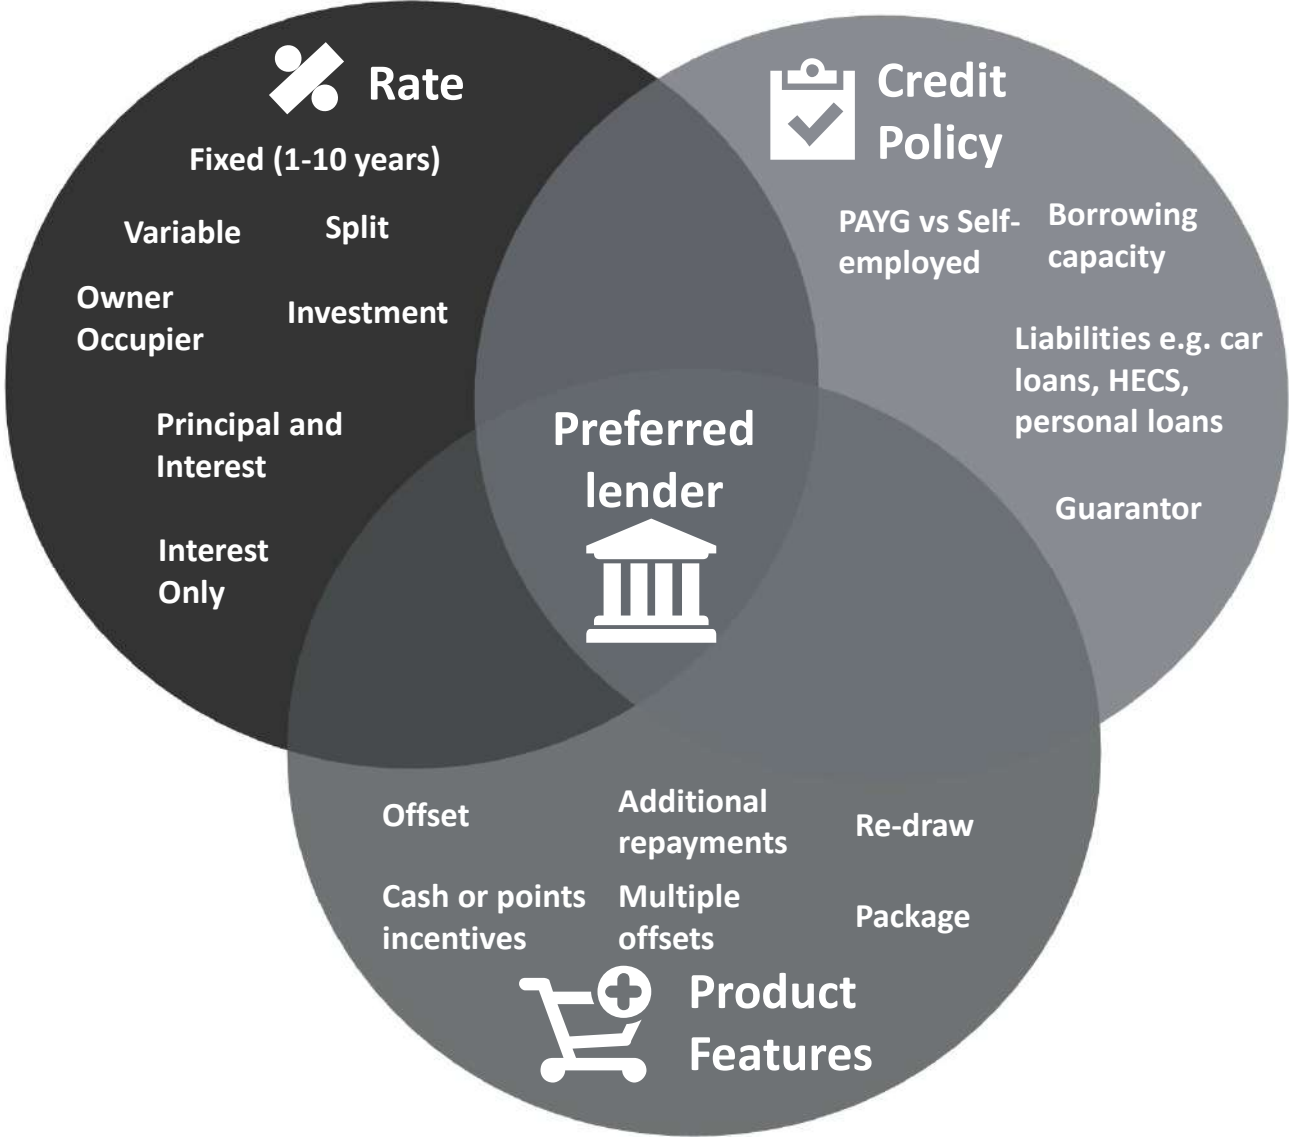 Rate
Fixed (1-10 years)
Variable
Split
Owner
Occupier
Investment
Principal and
Interest
Interest
Only
Credit
Policy
PAYG vs Self-
employed
Borrowing
capacity
Liabilities e.g. car
loans, HECS,
personal loans
Guarantor
Preferred
lender
Offset
Additional
repayments
Re-draw
Cash or points
incentives
Multiple
offsets
Package
Product
Features